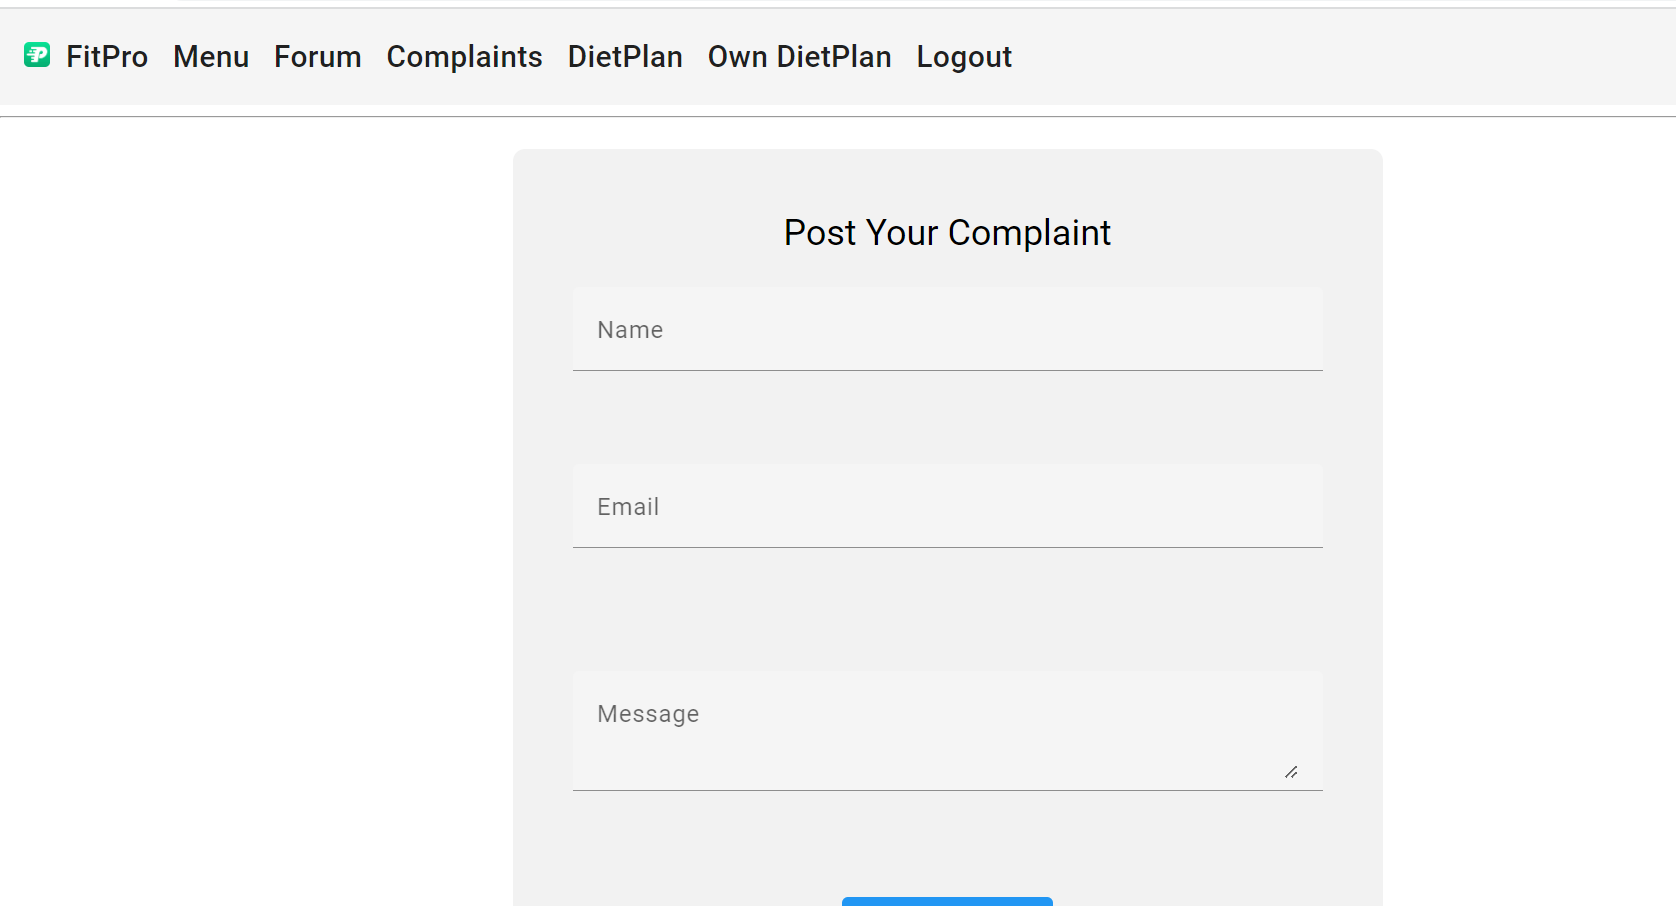 FitPro Menu Forum Complaints DietPlan Own DietPlan Logout
Post Your Complaint
Name
Email
Message